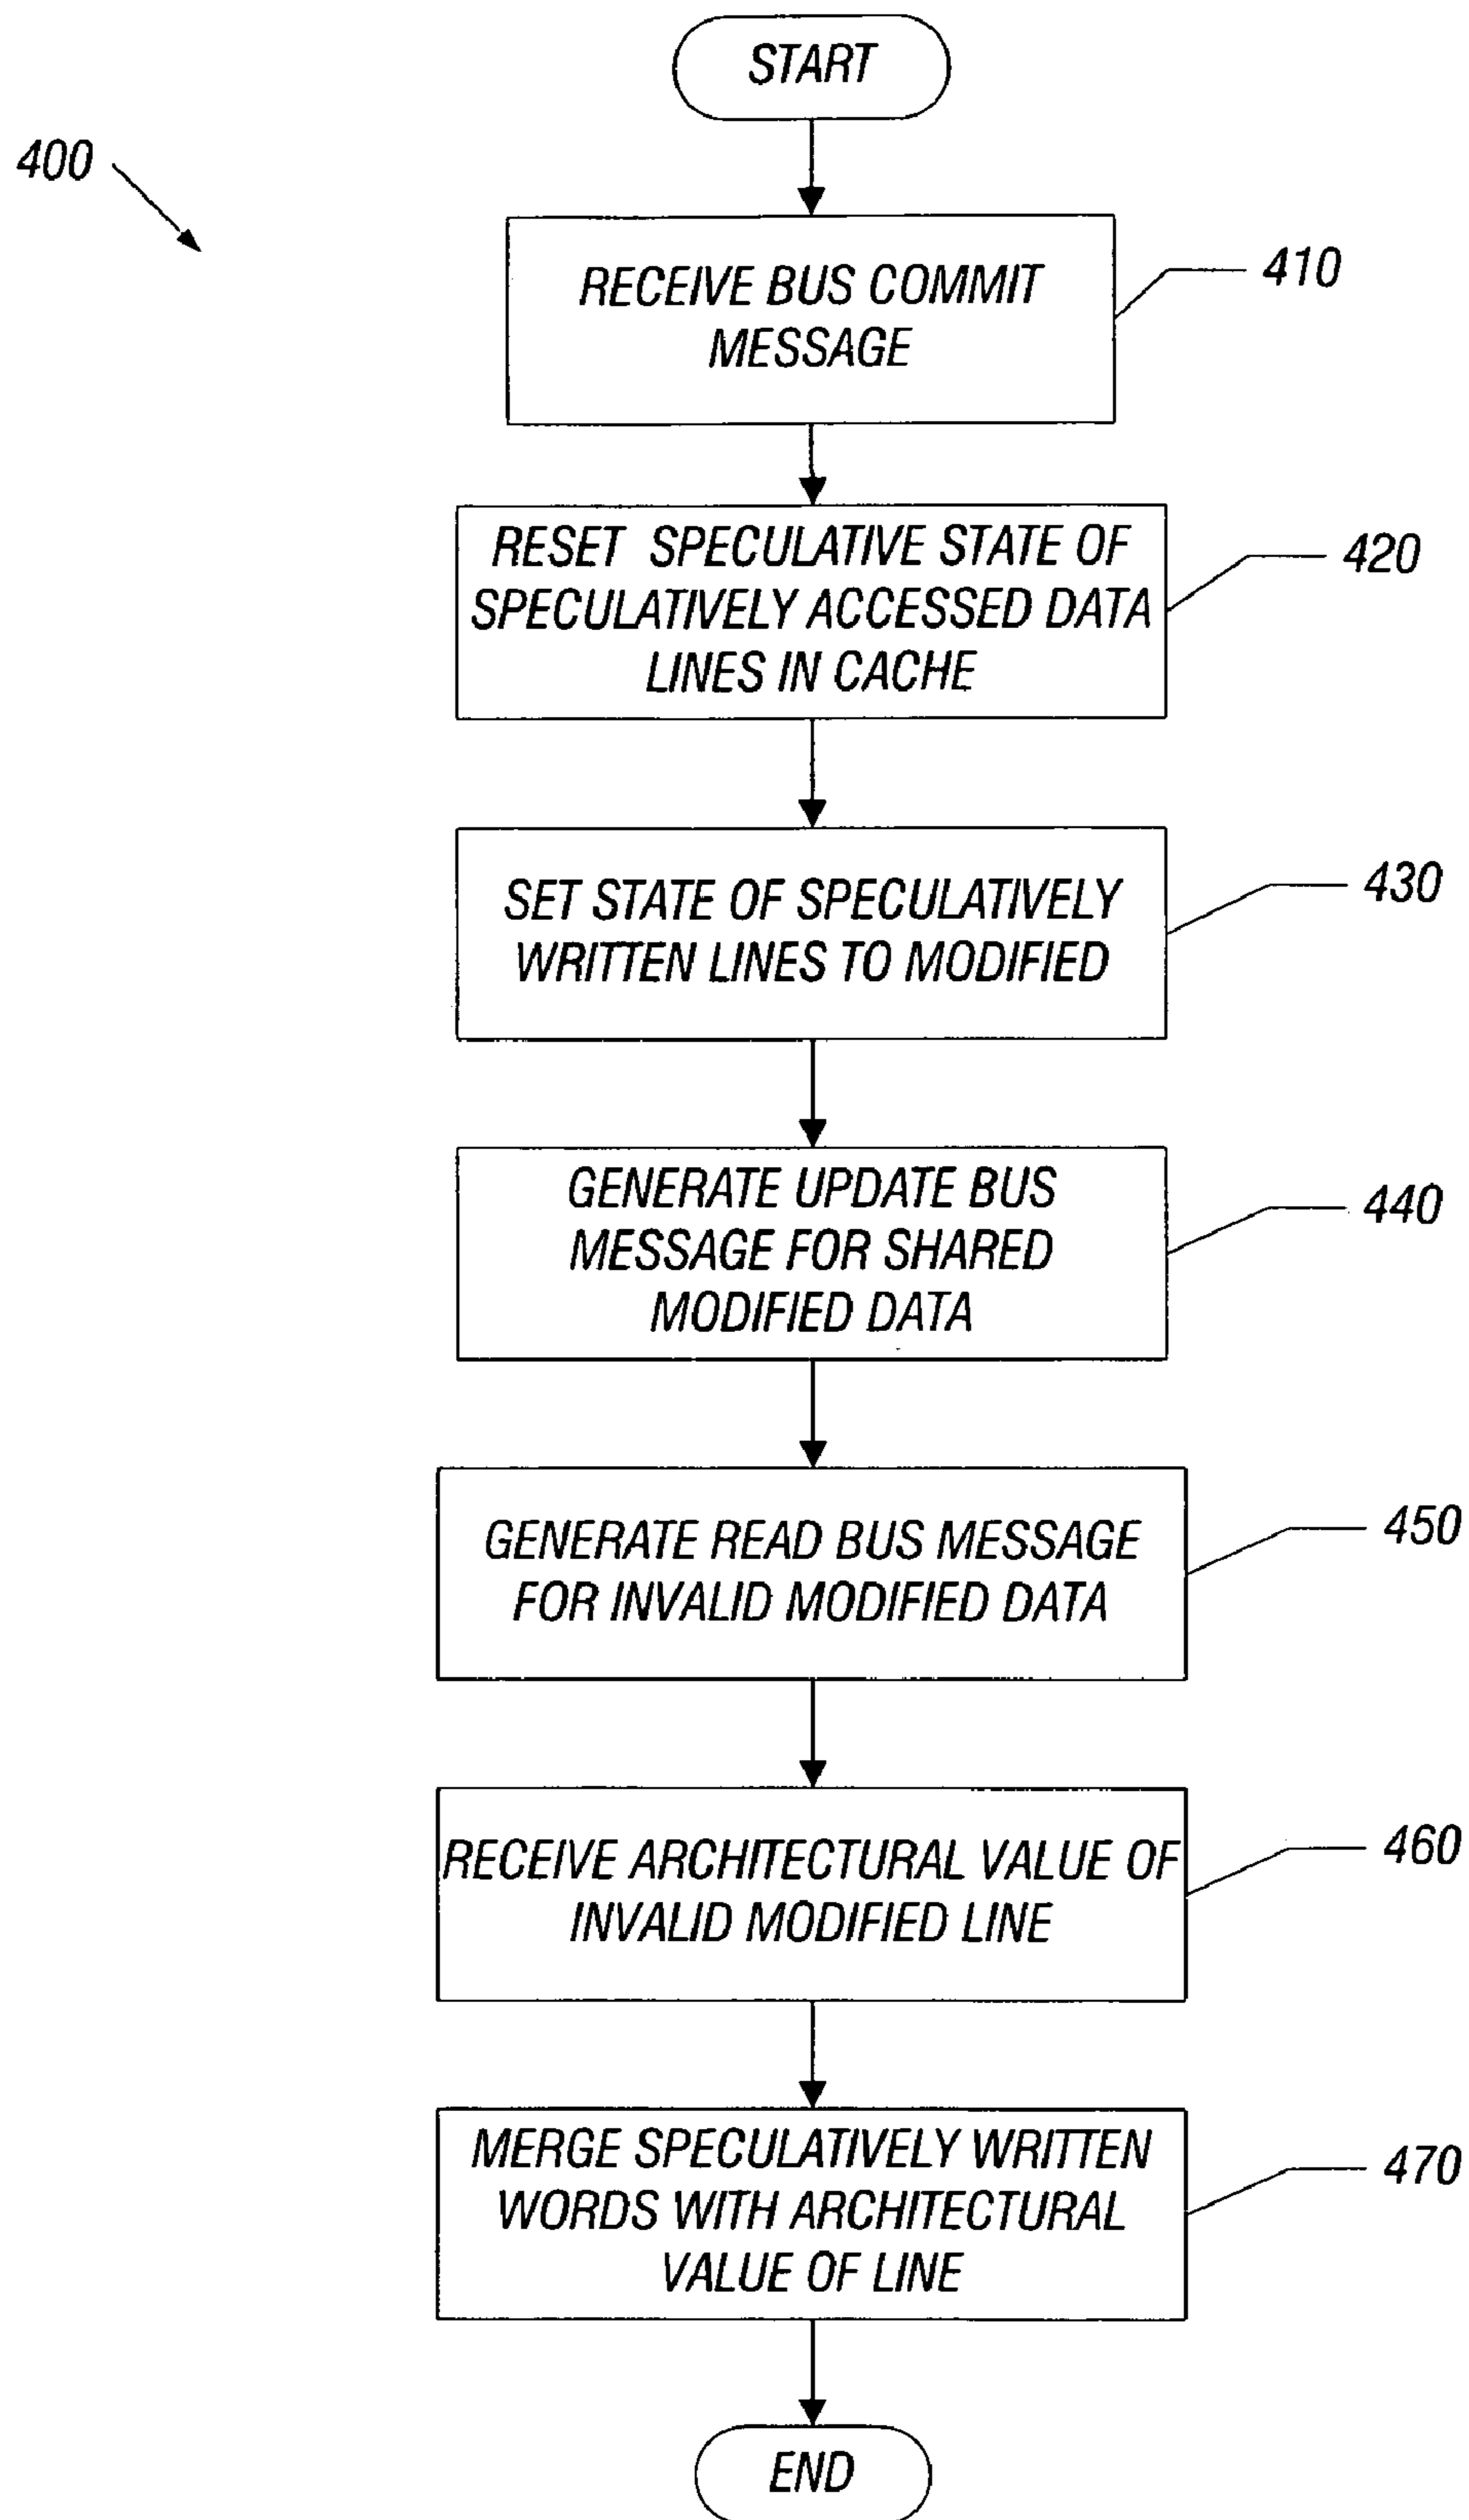 START
400
RECEIVE BUS COMMIT
MESSAGE
410
RESET SPECULATIVE STATE OF
SPECULATIVELY ACCESSED DATA
LINES IN CACHE
420
SET STATE OF SPECULATIVELY
WRITTEN LINES TO MODIFIED
430
GENERATE UPDATE BUS
MESSAGE FOR SHARED
MODIFIED DATA
440
GENERATE READ BUS MESSAGE
FOR INVALID MODIFIED DATA
450
RECEIVE ARCHITECTURAL VALUE OF
INVALID MODIFIED LINE
460
MERGE SPECULATIVELY WRITTEN
WORDS WITH ARCHITECTURAL
VALUE OF LINE
470
END